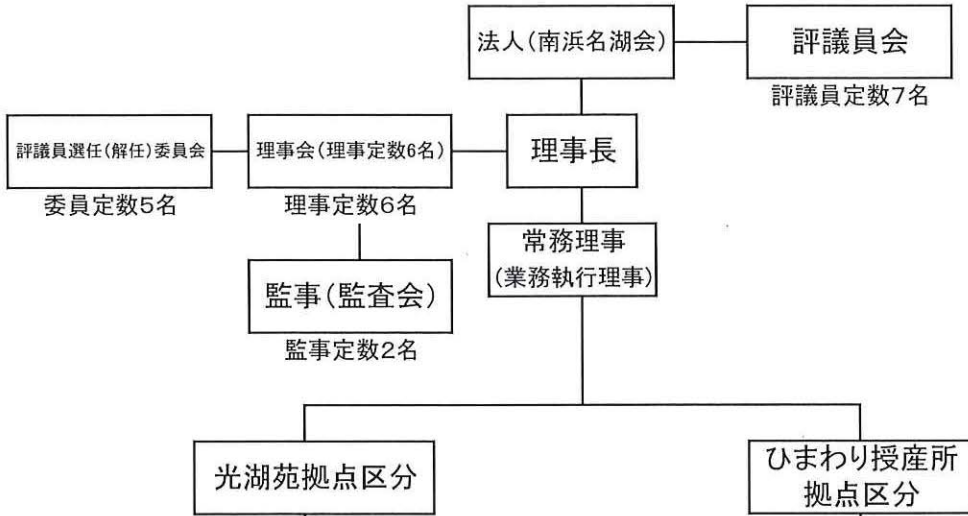 法人(南浜名湖会)
評議員会
評議員定数7名
評議員選任(解任)委員会
理事会(理事定数6名)
理事長
委員定数5名
理事定数6名
常務理事
(業務執行理事)
監事(監査会)
監事定数2名
光湖苑拠点区分
ひまわり授産所
拠点区分